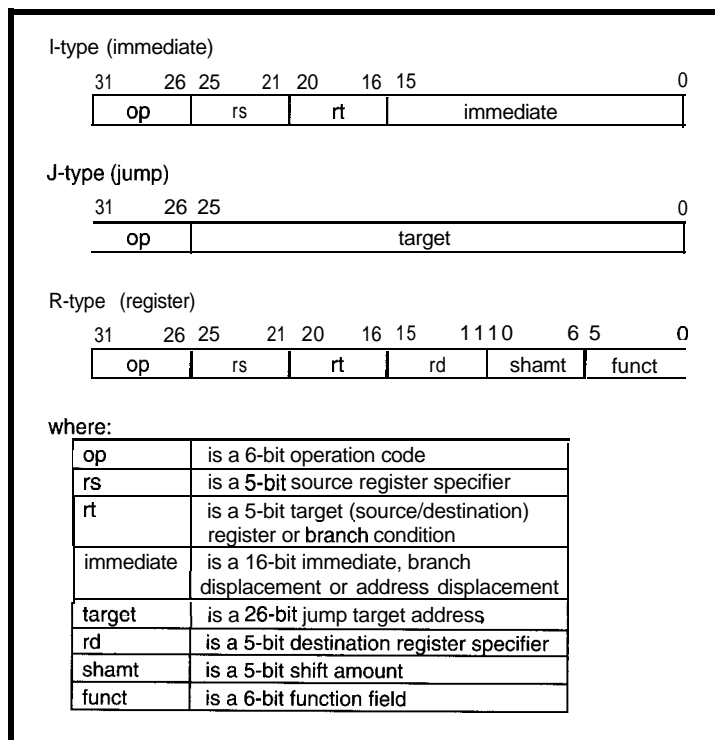 I-type (immediate)
31 26 25 21 20 16 15 0
op rs rt immediate
J-type (jump)
31 26 25 0
op target
R-type (register)
31 26 25 21 20 16 15 11 10 6 5 0
op rs rt rd shamt funct
where:
op is a 6-bit operation code
rs is a 5-bit source register specifier
rt is a 5-bit target (source/destination)
register or branch condition
immediate is a 16-bit immediate, branch
displacement or address displacement
target is a 26-bit jump target address
rd is a 5-bit destination register specifier
shamt is a 5-bit shift amount
funct is a 6-bit function field